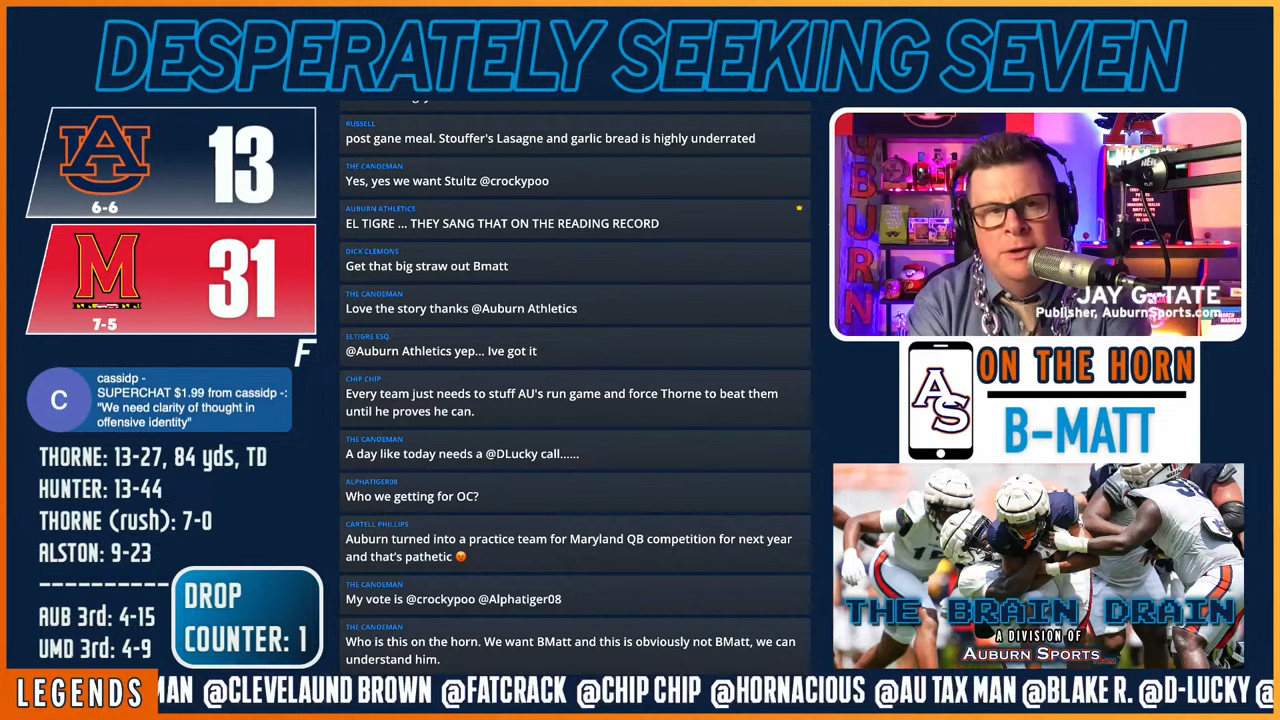 DESPERATELY SEEKING SEVEN
AU
13
6-6
M
31
7-5
F
C
cassidp -
SUPERCHAT $1.99 from cassidp -:
"We need clarity of thought in
offensive identity"
THORNE: 13-27, 84 yds, TD
HUNTER: 13-44
THORNE (rush): 7-0
ALSTON: 9-23
AUB 3rd: 4-15
UMD 3rd: 4-9
DROP
COUNTER: 1
RUSSELL
post gane meal. Stouffer's Lasagne and garlic bread is highly underrated
THE CANOEMAN
Yes, yes we want Stultz @crockypoo
AUBURN ATHLETICS
EL TIGRE ... THEY SANG THAT ON THE READING RECORD
DICK CLEMONS
Get that big straw out Bmatt
THE CANOEMAN
Love the story thanks @Auburn Athletics
ELTIGRE ESQ.
@Auburn Athletics yep... Ive got it
CHIP CHIP
Every team just needs to stuff AU's run game and force Thorne to beat them
until he proves he can.
THE CANOEMAN
A day like today needs a @DLucky call......
ALPHATIGER08
Who we getting for OC?
CARTELL PHILLIPS
Auburn turned into a practice team for Maryland QB competition for next year
and that's pathetic 😡
THE CANOEMAN
My vote is @crockypoo @Alphatiger08
THE CANOEMAN
Who is this on the horn. We want BMatt and this is obviously not BMatt, we can
understand him.
JAY G. TATE
Publisher, AuburnSports.com
AS
ON THE HORN
B-MATT
THE BRAIN DRAIN
A DIVISION OF
AUBURN SPORTS
LEGENDS
MAN @CLEVELAUND BROWN @FATCRACK @CHIP CHIP @HORNACIOUS @AU TAX MAN @BLAKE R. @D-LUCKY @